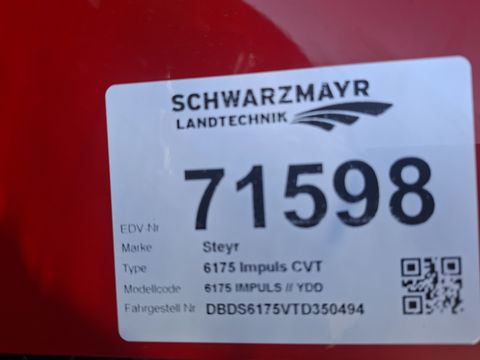 SCHWARZMAYR
LANDTECHNIK
EDV-Nr 71598
Marke Steyr
Type 6175 Impuls CVT
Modellcode 6175 IMPULS // YDD
Fahrgestell Nr DBDS6175VTD350494